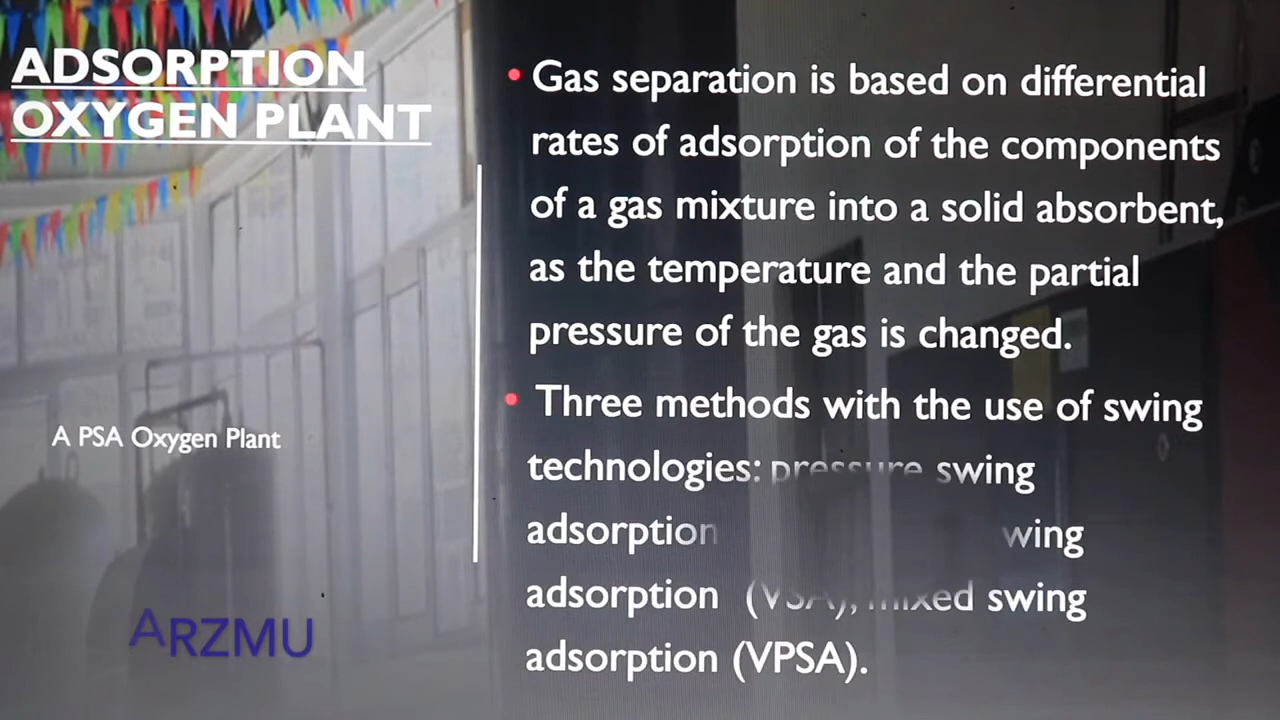 ADSORPTION
OXYGEN PLANT
A PSA Oxygen Plant
ARZMU
Gas separation is based on differential
rates of adsorption of the components
of a gas mixture into a solid absorbent,
as the temperature and the partial
pressure of the gas is changed.
Three methods with the use of swing
technologies: pressure swing
adsorption
adsorption (VSA), mixed swing
adsorption (VPSA).